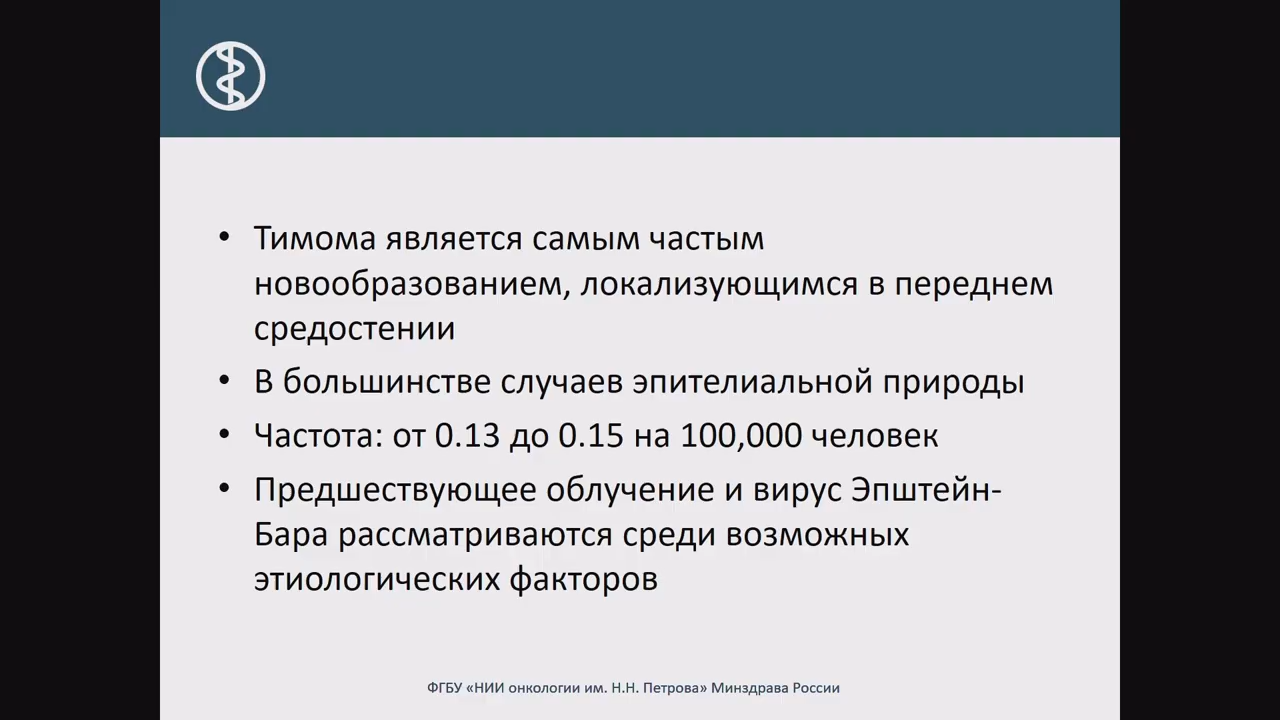 • Тимома является самым частым
новообразованием, локализующимся в переднем
средостении
• В большинстве случаев эпителиальной природы
• Частота: от 0.13 до 0.15 на 100,000 человек
• Предшествующее облучение и вирус Эпштейн-
Бара рассматриваются среди возможных
этиологических факторов
ФГБУ «НИИ онкологии им. Н.Н. Петрова» Минздрава России